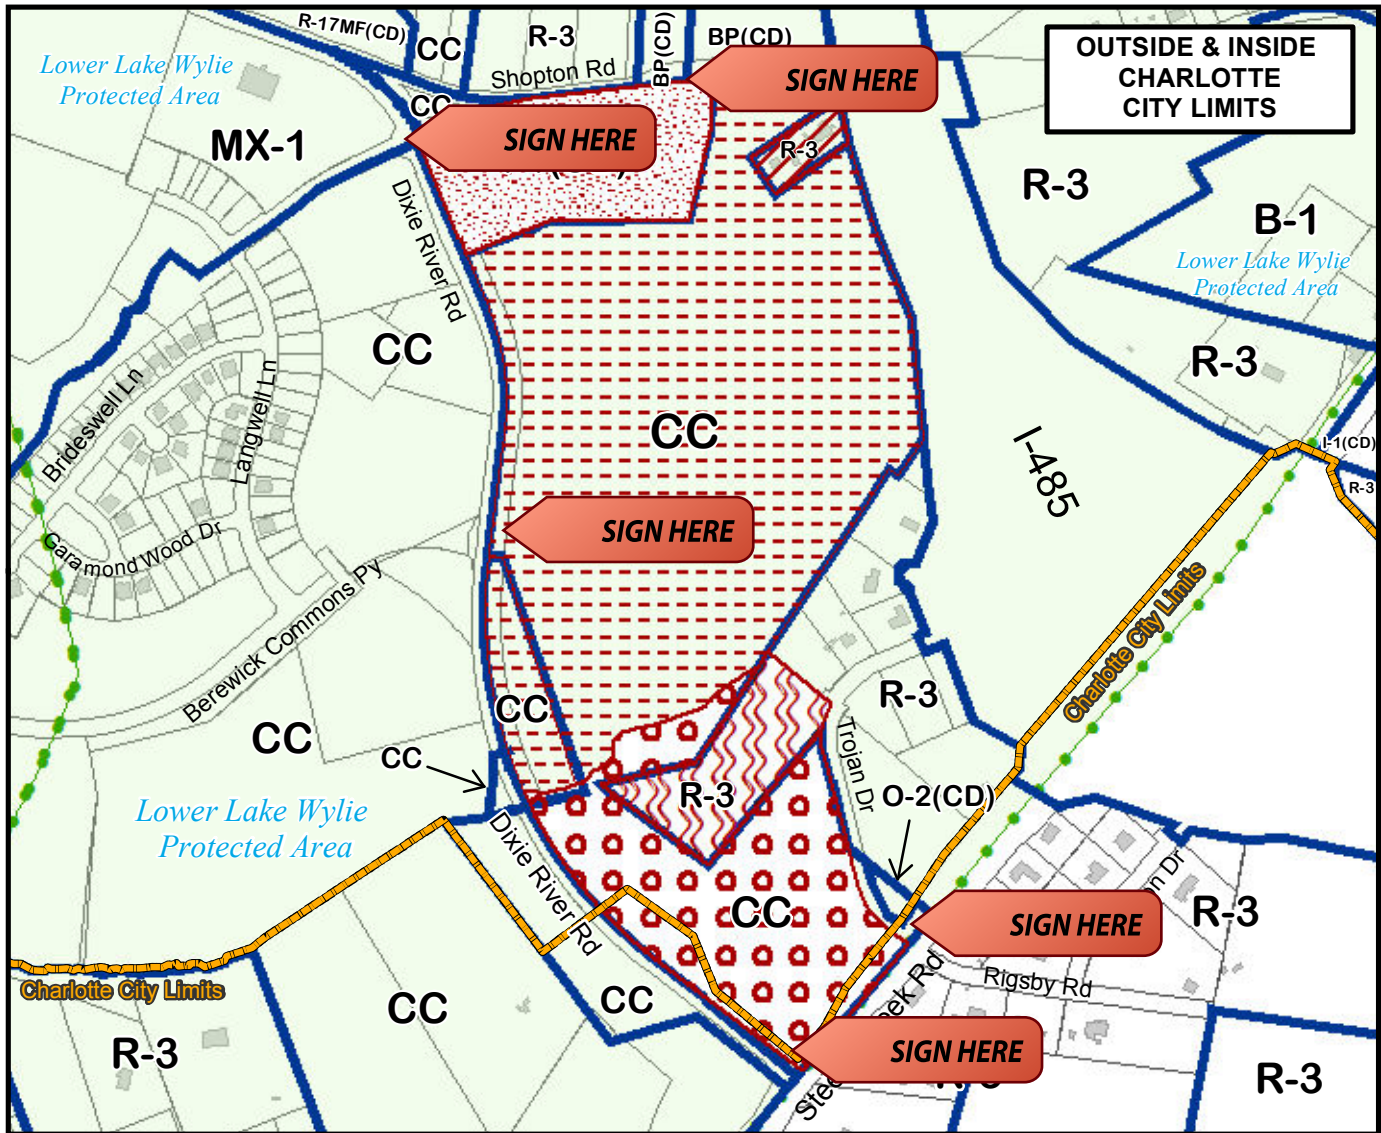 R-17MF(CD)
CC
R-3
BP(CD)
BP(CD)
OUTSIDE & INSIDE
CHARLOTTE
CITY LIMITS
Lower Lake Wylie
Protected Area
Shopton Rd
SIGN HERE
CC
SIGN HERE
MX-1
R-3
R-3
B-1
Lower Lake Wylie
Protected Area
Dixie River Rd
CC
R-3
Brideswell Ln
Langwell Ln
CC
I-485
I-1(CD)
R-3
SIGN HERE
Garamond Wood Dr
Berewick Commons Py
Charlotte City Limits
CC
R-3
CC
CC
Trojan Dr
R-3
O-2(CD)
Lower Lake Wylie
Protected Area
Dixie River Rd
CC
SIGN HERE
R-3
Charlotte City Limits
Rigsby Rd
CC
CC
R-3
SIGN HERE
R-3